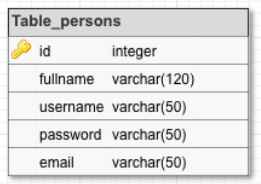 Table_persons
id integer
fullname varchar(120)
username varchar(50)
password varchar(50)
email varchar(50)